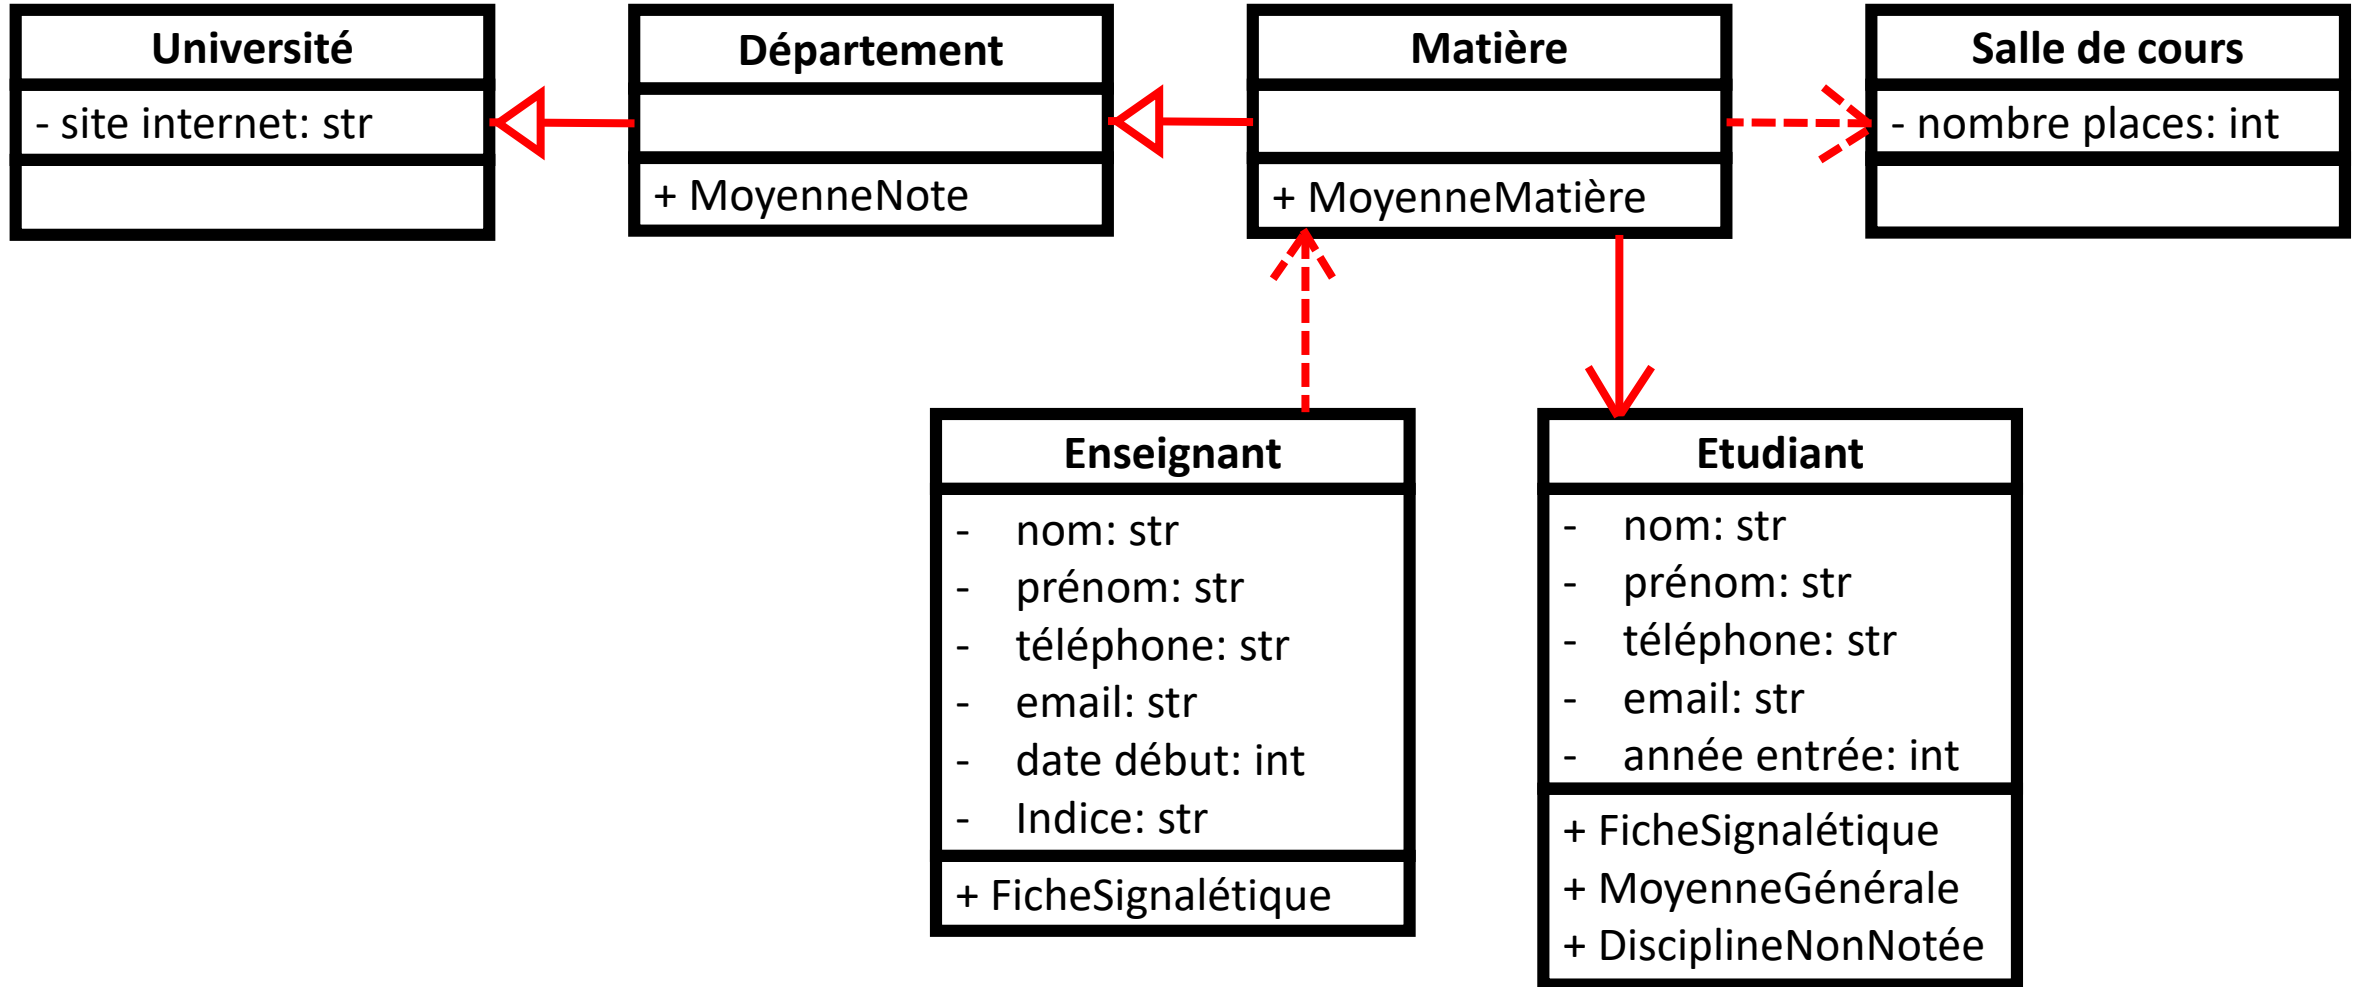 Université
- site internet: str
Département
+ MoyenneNote
Matière
+ MoyenneMatière
Salle de cours
- nombre places: int
Enseignant
- nom: str
- prénom: str
- téléphone: str
- email: str
- date début: int
- Indice: str
+ FicheSignalétique
Etudiant
- nom: str
- prénom: str
- téléphone: str
- email: str
- année entrée: int
+ FicheSignalétique
+ MoyenneGénérale
+ DisciplineNonNotée